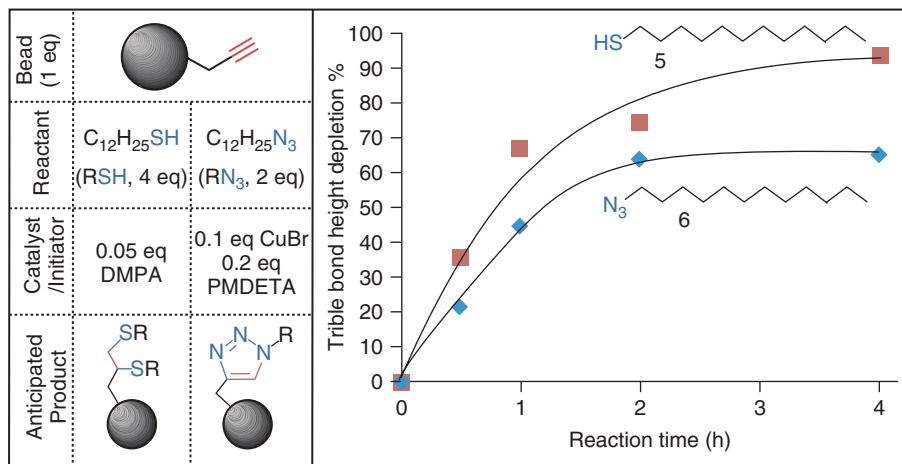 Bead
(1 eq)
Reactant
C12H25SH
(RSH, 4 eq)
C12H25N3
(RN3, 2 eq)
Catalyst
/Initiator
0.05 eq
DMPA
0.1 eq CuBr
0.2 eq
PMDETA
Anticipated
Product
SR
SR
N
N
N
R
Trible bond height depletion %
100
90
80
70
60
50
40
30
20
10
0
0
1
2
3
4
Reaction time (h)
HS
5
N3
6